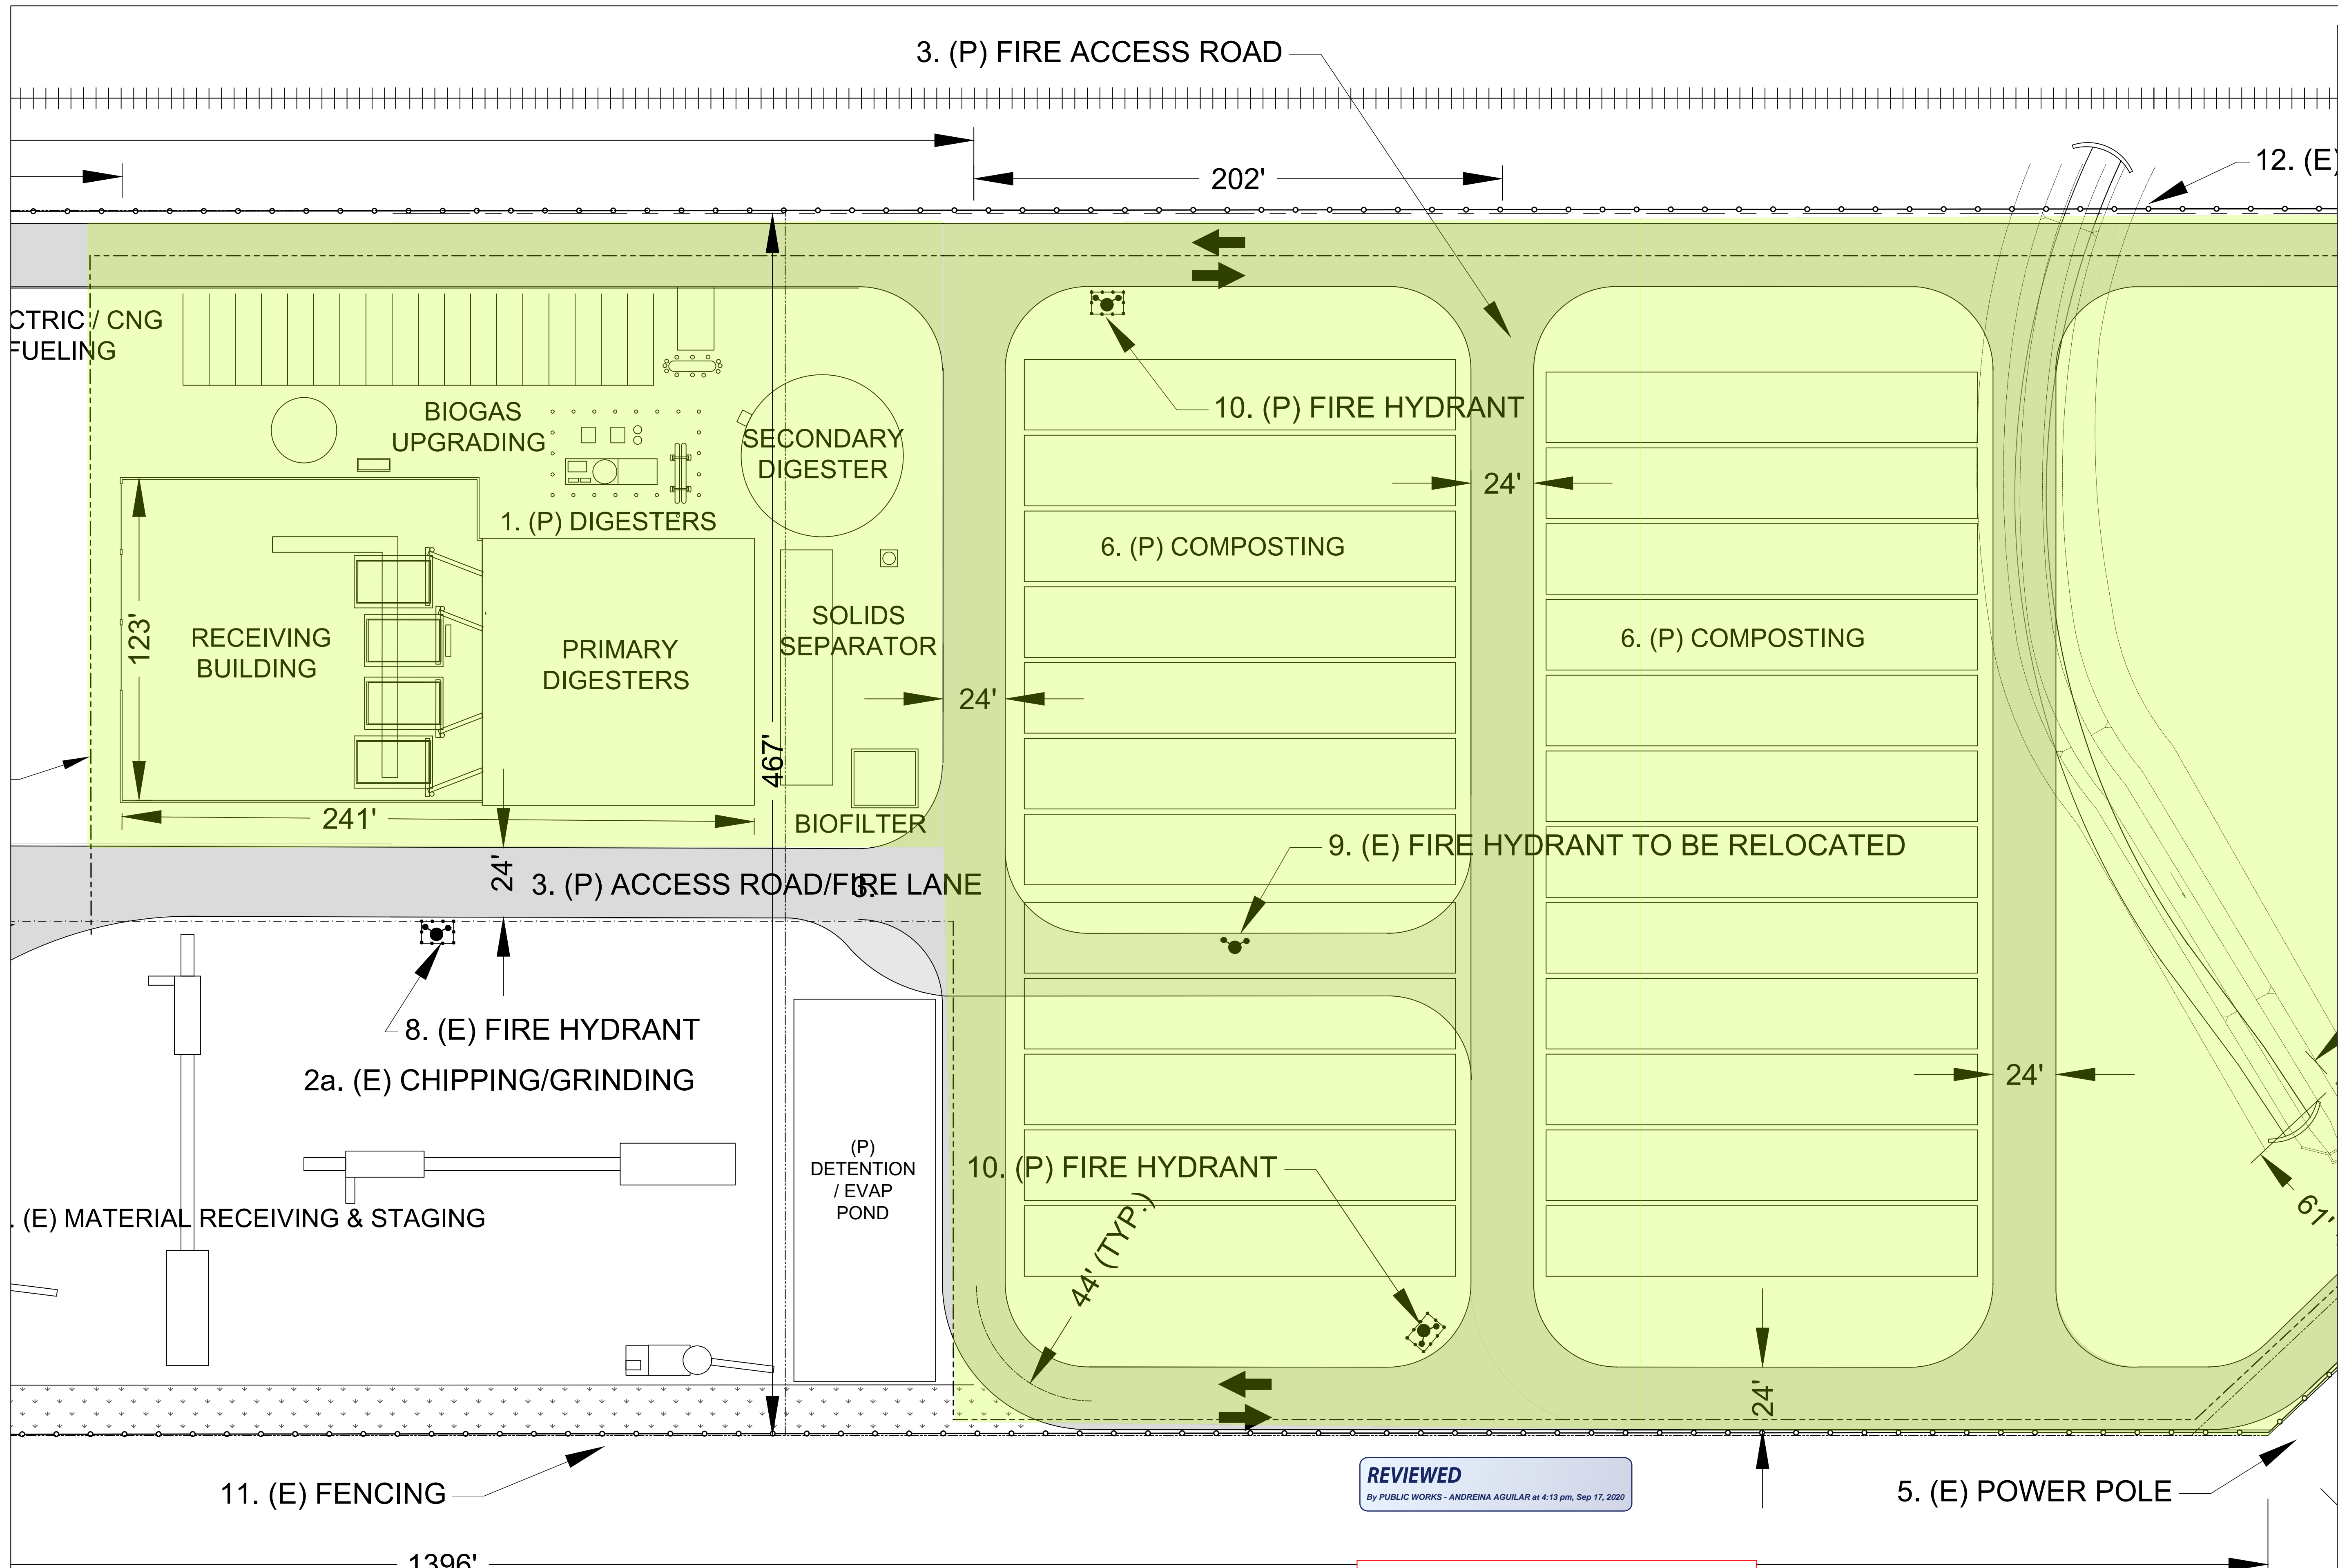 3. (P) FIRE ACCESS ROAD
12. (E)
202'
CTRIC / CNG
FUELING
BIOGAS
UPGRADING
SECONDARY
DIGESTER
10. (P) FIRE HYDRANT
24'
1. (P) DIGESTERS
6. (P) COMPOSTING
123'
RECEIVING
BUILDING
PRIMARY
DIGESTERS
SOLIDS
SEPARATOR
6. (P) COMPOSTING
24'
467'
241'
BIOFILTER
9. (E) FIRE HYDRANT TO BE RELOCATED
24'
3. (P) ACCESS ROAD/FIRE LANE
3.
8. (E) FIRE HYDRANT
2a. (E) CHIPPING/GRINDING
24'
(P)
DETENTION
/ EVAP
POND
10. (P) FIRE HYDRANT
. (E) MATERIAL RECEIVING & STAGING
44' (TYP.)
61'
24'
11. (E) FENCING
REVIEWED
By PUBLIC WORKS - ANDREINA AGUILAR at 4:13 pm, Sep 17, 2020
5. (E) POWER POLE
1396'